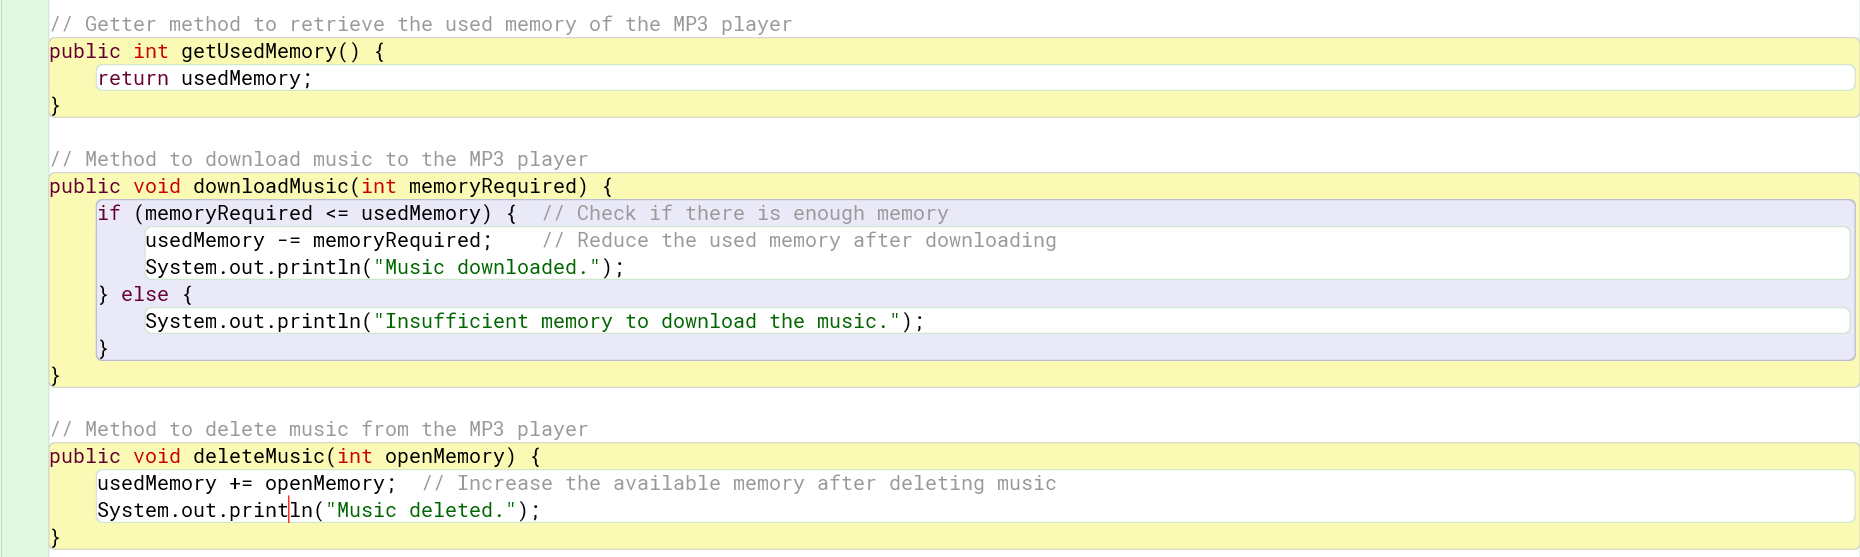 // Getter method to retrieve the used memory of the MP3 player
public int getUsedMemory() {
    return usedMemory;
}

// Method to download music to the MP3 player
public void downloadMusic(int memoryRequired) {
    if (memoryRequired <= usedMemory) {  // Check if there is enough memory
        usedMemory -= memoryRequired;    // Reduce the used memory after downloading
        System.out.println("Music downloaded.");
    } else {
        System.out.println("Insufficient memory to download the music.");
    }
}

// Method to delete music from the MP3 player
public void deleteMusic(int openMemory) {
    usedMemory += openMemory;  // Increase the available memory after deleting music
    System.out.println("Music deleted.");
}